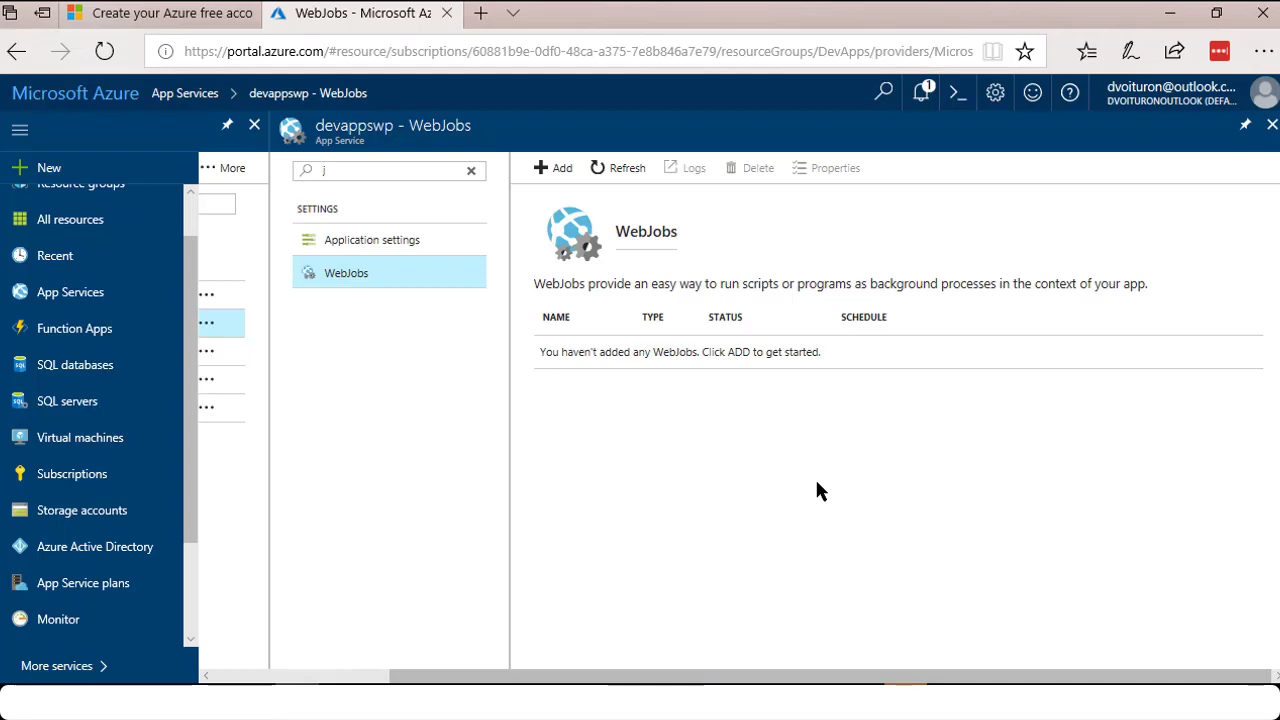 Create your Azure free acco
WebJobs - Microsoft Az
https://portal.azure.com/#resource/subscriptions/60881b9e-0df0-48ca-a375-7e8b846a7e79/resourceGroups/DevApps/providers/Micros
Microsoft Azure
App Services > devappswp - WebJobs
1
dvoituron@outlook.c...
DVOITURONOUTLOOK (DEFA...
devappswp - WebJobs
App Service
New
Resource groups
All resources
Recent
App Services
Function Apps
SQL databases
SQL servers
Virtual machines
Subscriptions
Storage accounts
Azure Active Directory
App Service plans
Monitor
More services >
··· More
j
SETTINGS
Application settings
WebJobs
Add Refresh Logs Delete Properties
WebJobs
WebJobs provide an easy way to run scripts or programs as background processes in the context of your app.
NAME TYPE STATUS SCHEDULE
You haven't added any WebJobs. Click ADD to get started.